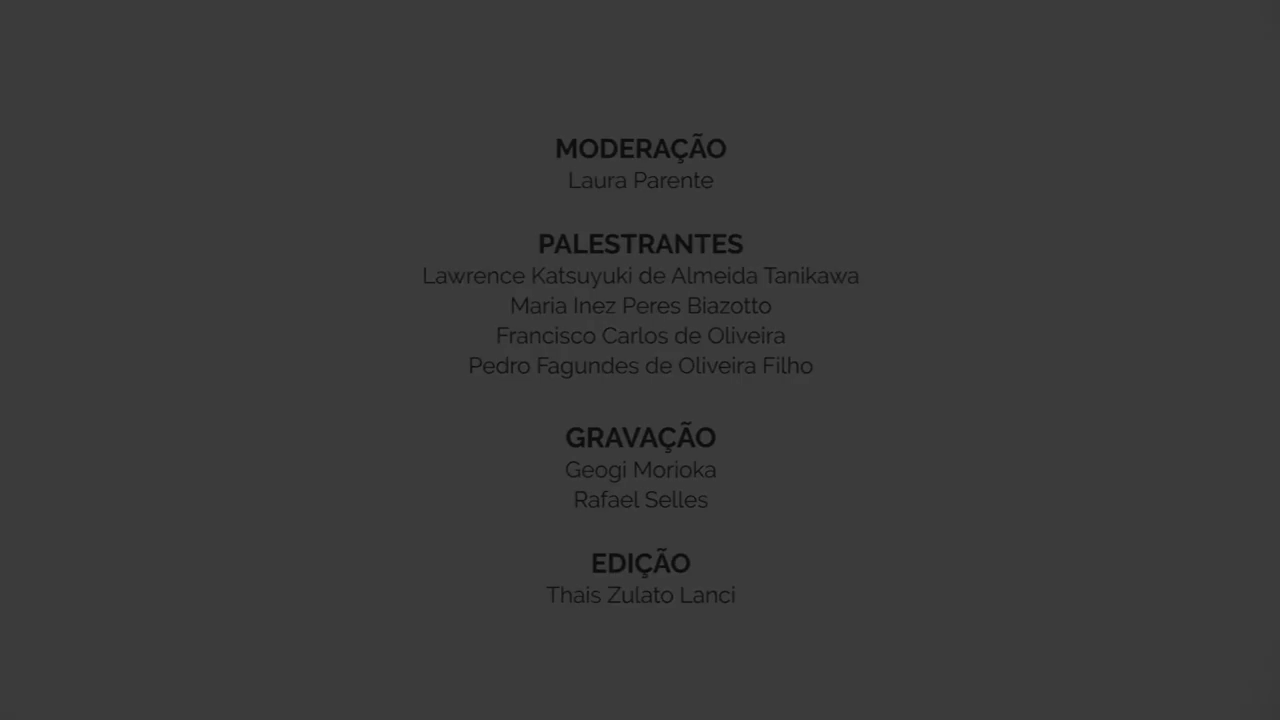 MODERAÇÃO
Laura Parente
PALESTRANTES
Lawrence Katsuyuki de Almeida Tanikawa
Maria Inez Peres Biazotto
Francisco Carlos de Oliveira
Pedro Fagundes de Oliveira Filho
GRAVAÇÃO
Geogi Morioka
Rafael Selles
EDIÇÃO
Thais Zulato Lanci